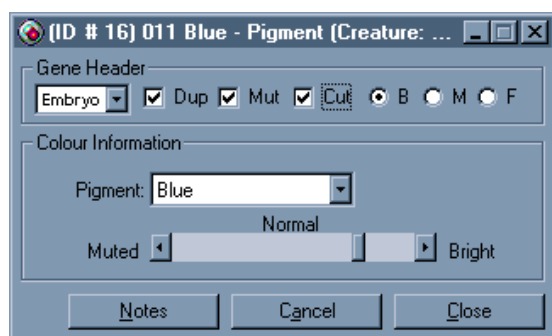 (ID # 16) 011 Blue - Pigment (Creature: ...
Gene Header
Embryo Dup Mut Cut B M F
Colour Information
Pigment: Blue
Normal
Muted Bright
Notes Cancel Close